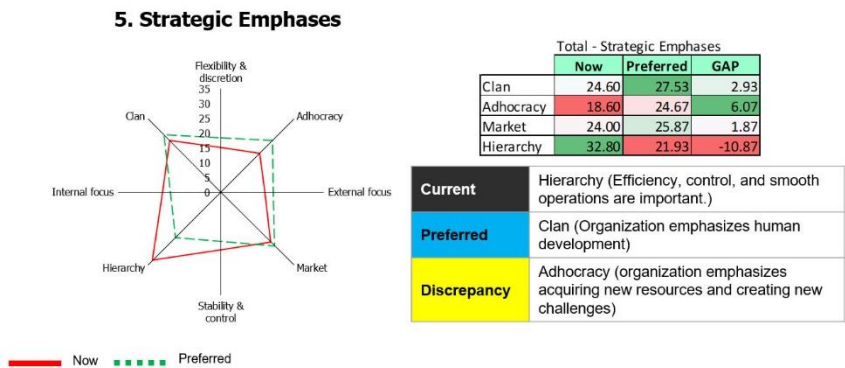 5. Strategic Emphases
Flexibility &
discretion
35
30
25
20
15
10
5
0
Clan
Adhocracy
Internal focus
External focus
Hierarchy
Market
Stability &
control
Now
Preferred
Total - Strategic Emphases
Now Preferred GAP
Clan 24.60 27.53 2.93
Adhocracy 18.60 24.67 6.07
Market 24.00 25.87 1.87
Hierarchy 32.80 21.93 -10.87
Current
Hierarchy (Efficiency, control, and smooth
operations are important.)
Preferred
Clan (Organization emphasizes human
development)
Discrepancy
Adhocracy (organization emphasizes
acquiring new resources and creating new
challenges)